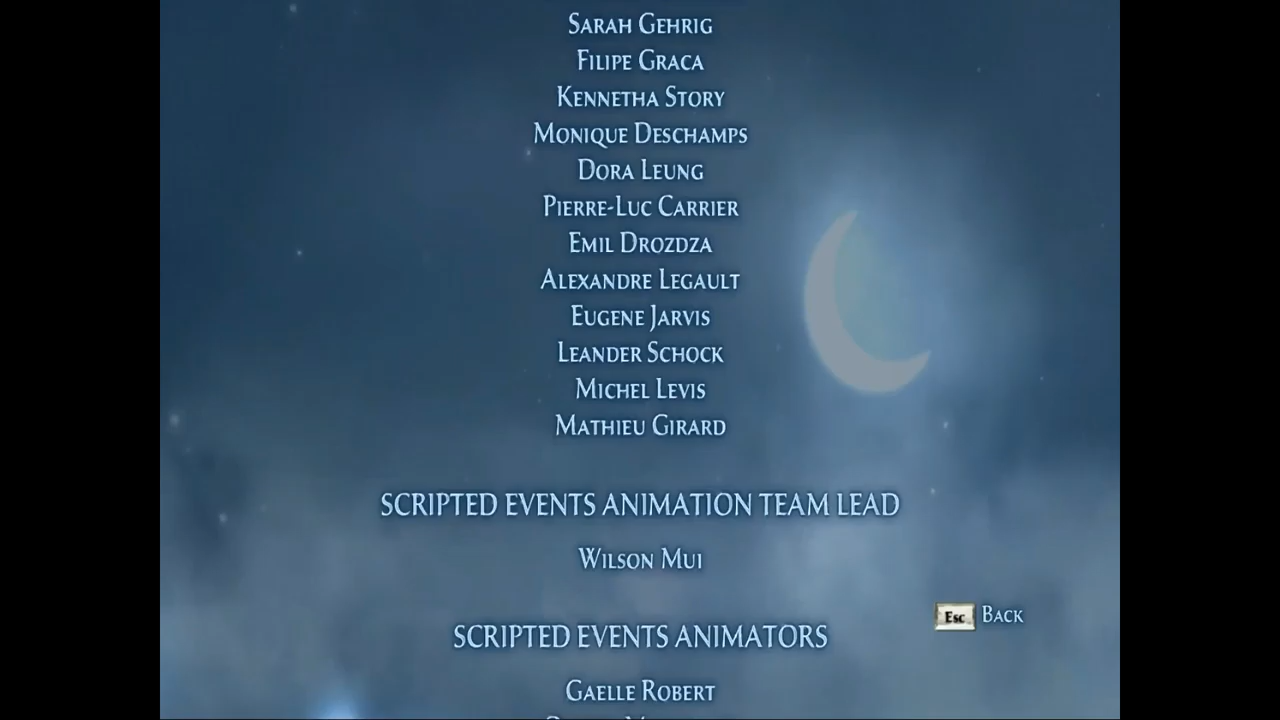 Sarah Gehrig
Filipe Graca
Kennetha Story
Monique Deschamps
Dora Leung
Pierre-Luc Carrier
Emil Drozdza
Alexandre Legault
Eugene Jarvis
Leander Schock
Michel Levis
Mathieu Girard
SCRIPTED EVENTS ANIMATION TEAM LEAD
Wilson Mui
Esc Back
SCRIPTED EVENTS ANIMATORS
Gaelle Robert